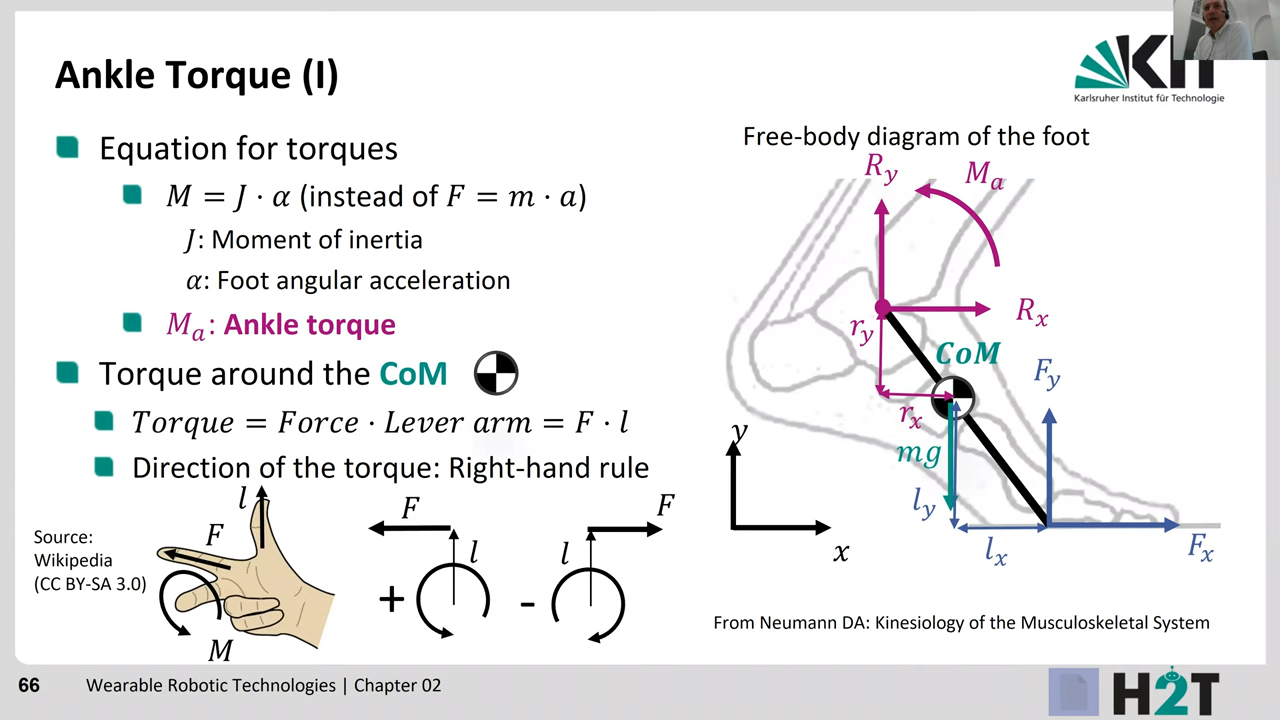 Ankle Torque (I)
KIT
Karlsruher Institut für Technologie
Equation for torques
M = J · α (instead of F = m · a)
J: Moment of inertia
α: Foot angular acceleration
Mₐ: Ankle torque
Torque around the CoM
Torque = Force · Lever arm = F · l
Direction of the torque: Right-hand rule
Source:
Wikipedia
(CC BY-SA 3.0)
l
F
M
F
l
+
F
l
-
Free-body diagram of the foot
R_y
Mₐ
R_x
r_y
CoM
F_y
r_x
mg
y
l_y
x
l_x
F_x
From Neumann DA: Kinesiology of the Musculoskeletal System
66
Wearable Robotic Technologies | Chapter 02
H2T